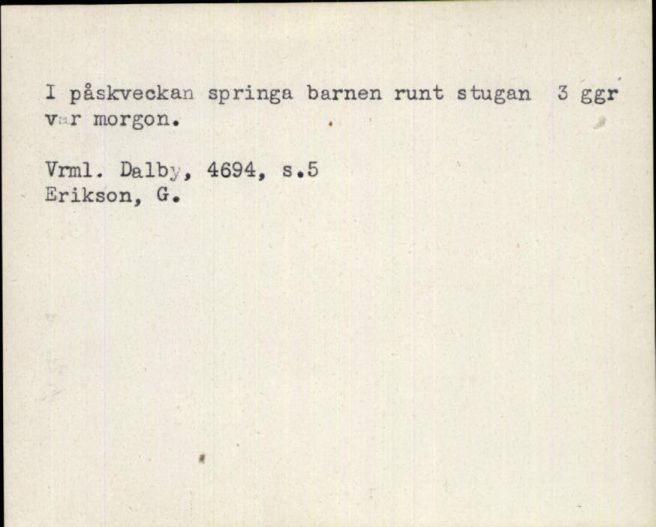 I påskveckan springa barnen runt stugan 3 ggr
var morgon.
Vrml. Dalby, 4694, s.5
Erikson, G.